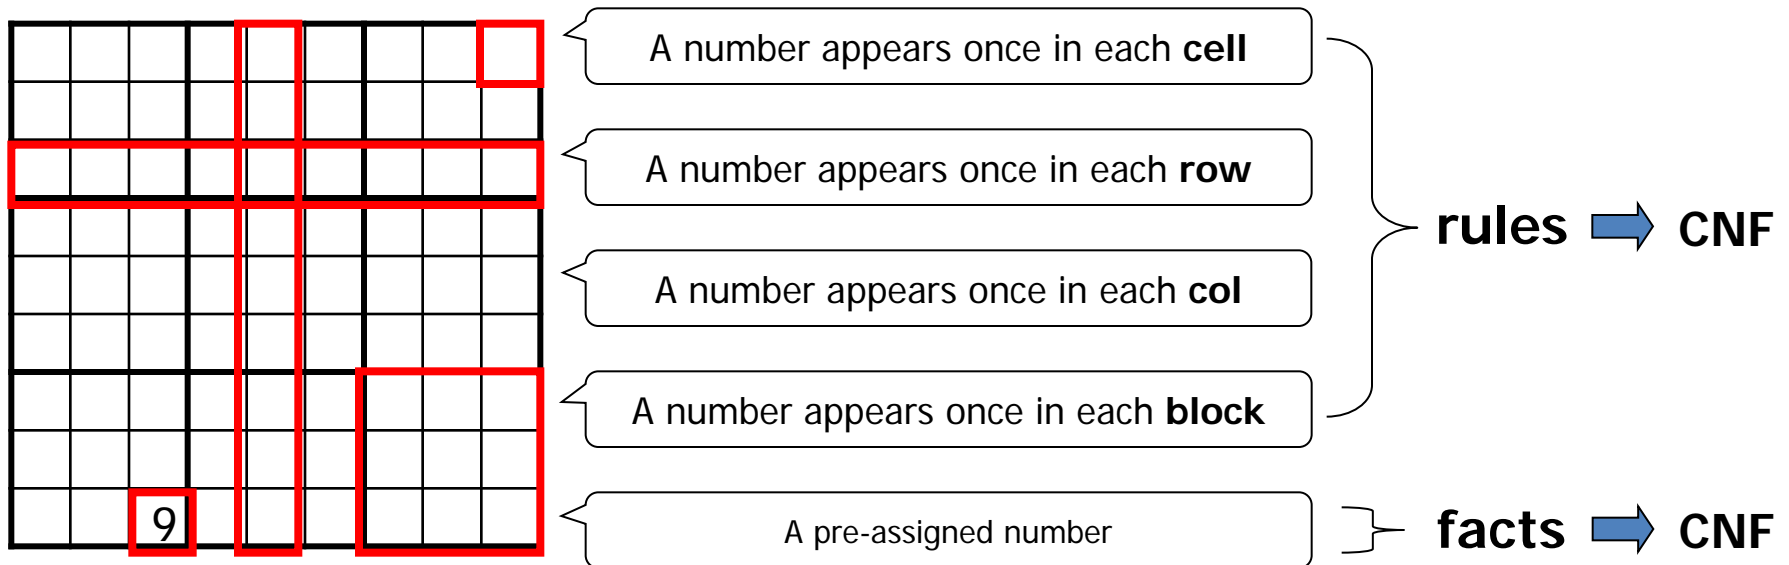 A number appears once in each cell
A number appears once in each row
A number appears once in each col
A number appears once in each block
rules
CNF
9
A pre-assigned number
facts
CNF